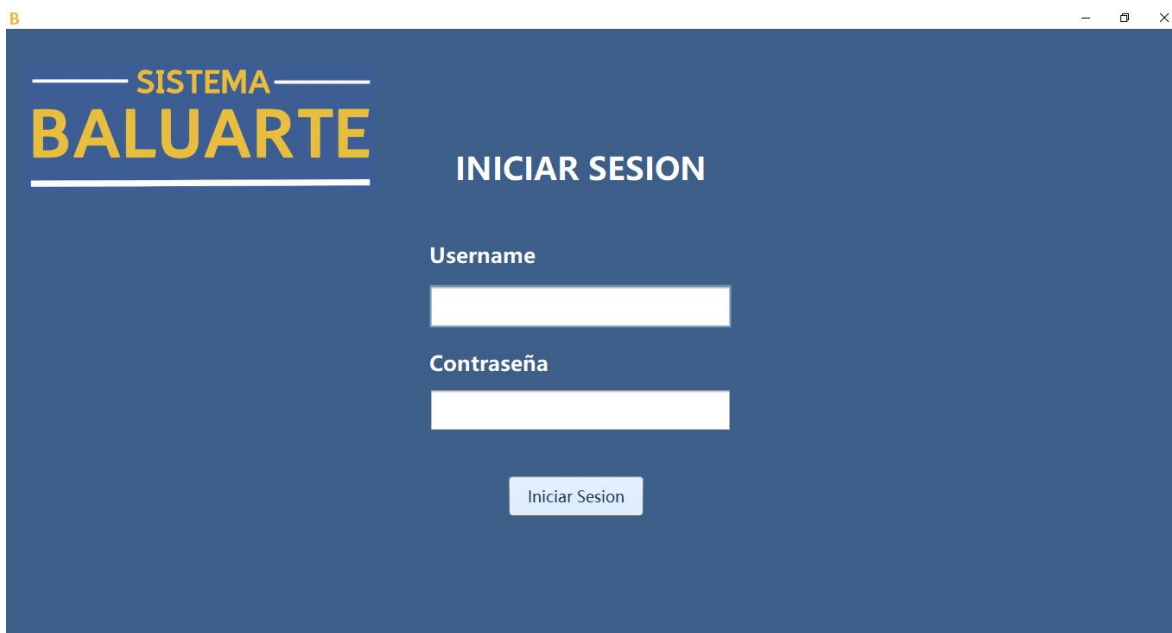 B
SISTEMA
BALUARTE
INICIAR SESION
Username
Contraseña
Iniciar Sesion